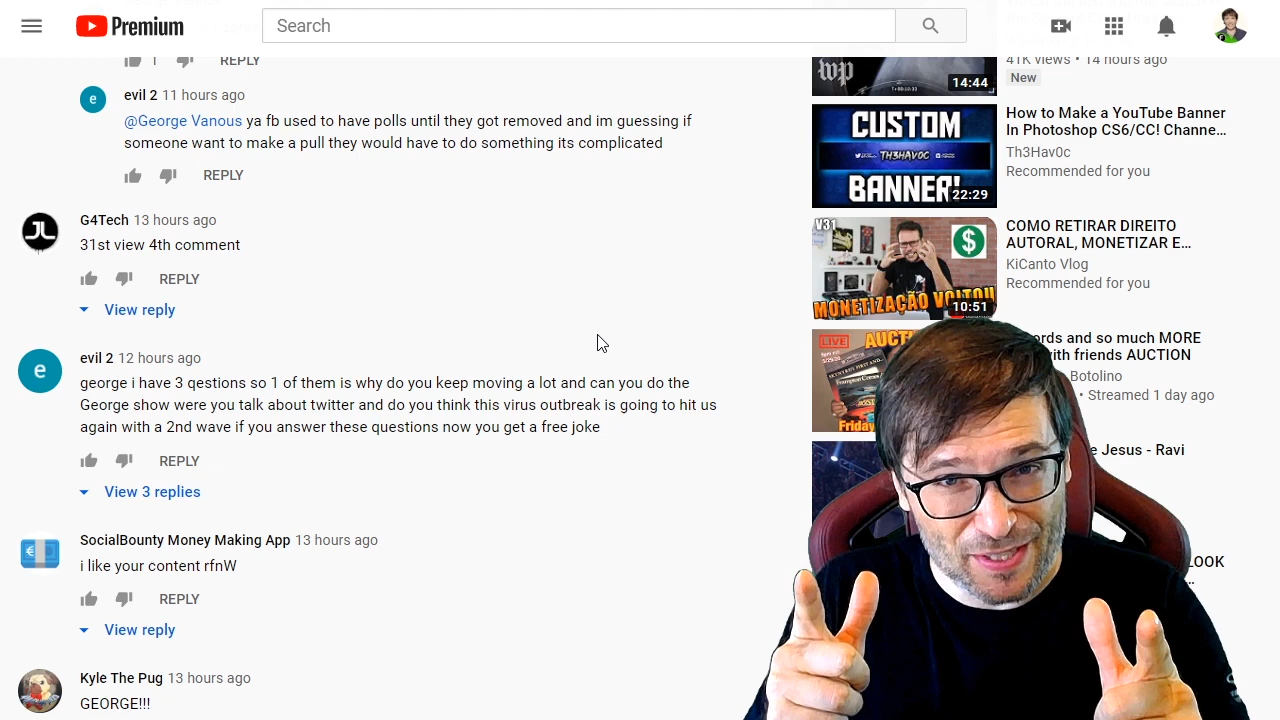 Premium
Search
1
REPLY
evil 2 11 hours ago
@George Vanous ya fb used to have polls until they got removed and im guessing if
someone want to make a pull they would have to do something its complicated
REPLY
G4Tech 13 hours ago
31st view 4th comment
REPLY
View reply
evil 2 12 hours ago
e
george i have 3 qestions so 1 of them is why do you keep moving a lot and can you do the
George show were you talk about twitter and do you think this virus outbreak is going to hit us
again with a 2nd wave if you answer these questions now you get a free joke
REPLY
View 3 replies
SocialBounty Money Making App 13 hours ago
i like your content rfnW
REPLY
View reply
Kyle The Pug 13 hours ago
GEORGE!!!
wp
14:44
41K views • 14 hours ago
New
CUSTOM
TH3HAVOC
BANNER!
22:29
How to Make a YouTube Banner
In Photoshop CS6/CC! Channe...
Th3Hav0c
Recommended for you
V31
$
MONETIZAÇÃO VOLTOU
10:51
COMO RETIRAR DIREITO
AUTORAL, MONETIZAR E...
KiCanto Vlog
Recommended for you
LIVE
AUCT
Friday
ords and so much MORE
ith friends AUCTION
Botolino
• Streamed 1 day ago
e Jesus - Ravi
LOOK